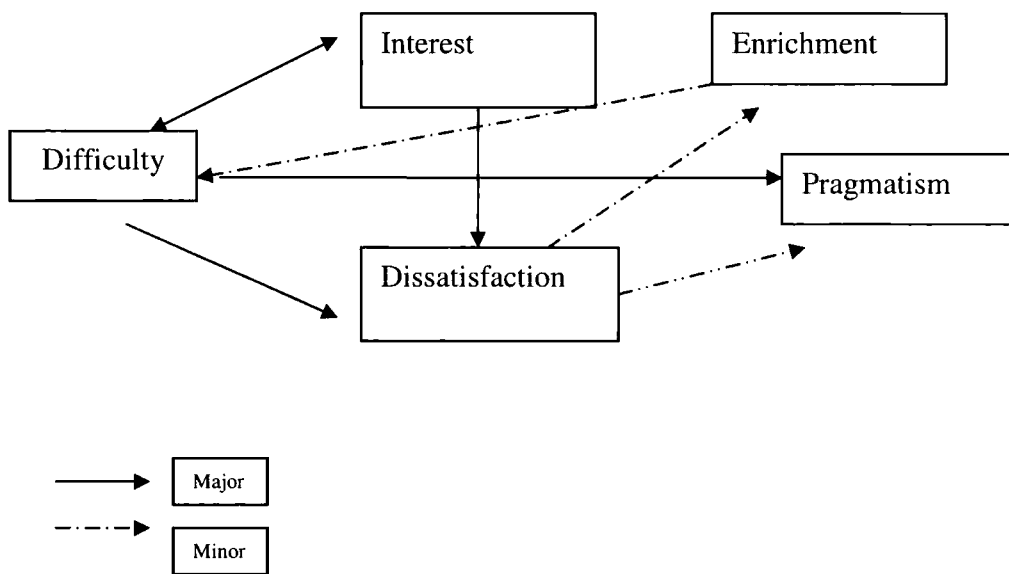 Interest
Enrichment
Difficulty
Pragmatism
Dissatisfaction
Major
Minor